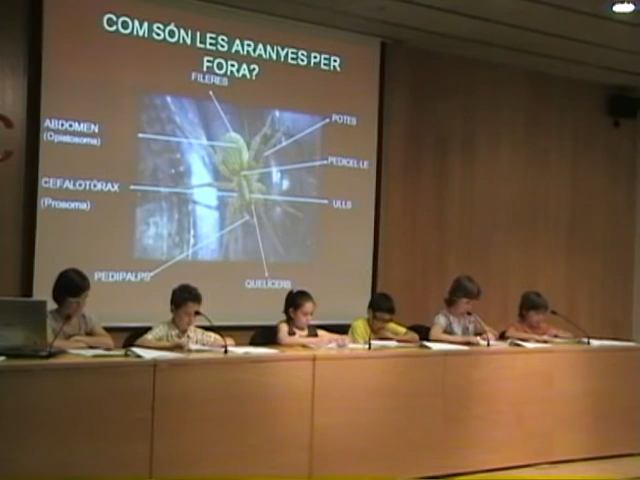 COM SÓN LES ARANYES PER
FORA?
FILERES
ABDOMEN
(Opistosoma)
POTES
PEDICEL·LE
CEFALOTÒRAX
(Prosoma)
ULLS
PEDIPALPS
QUELÍCERS